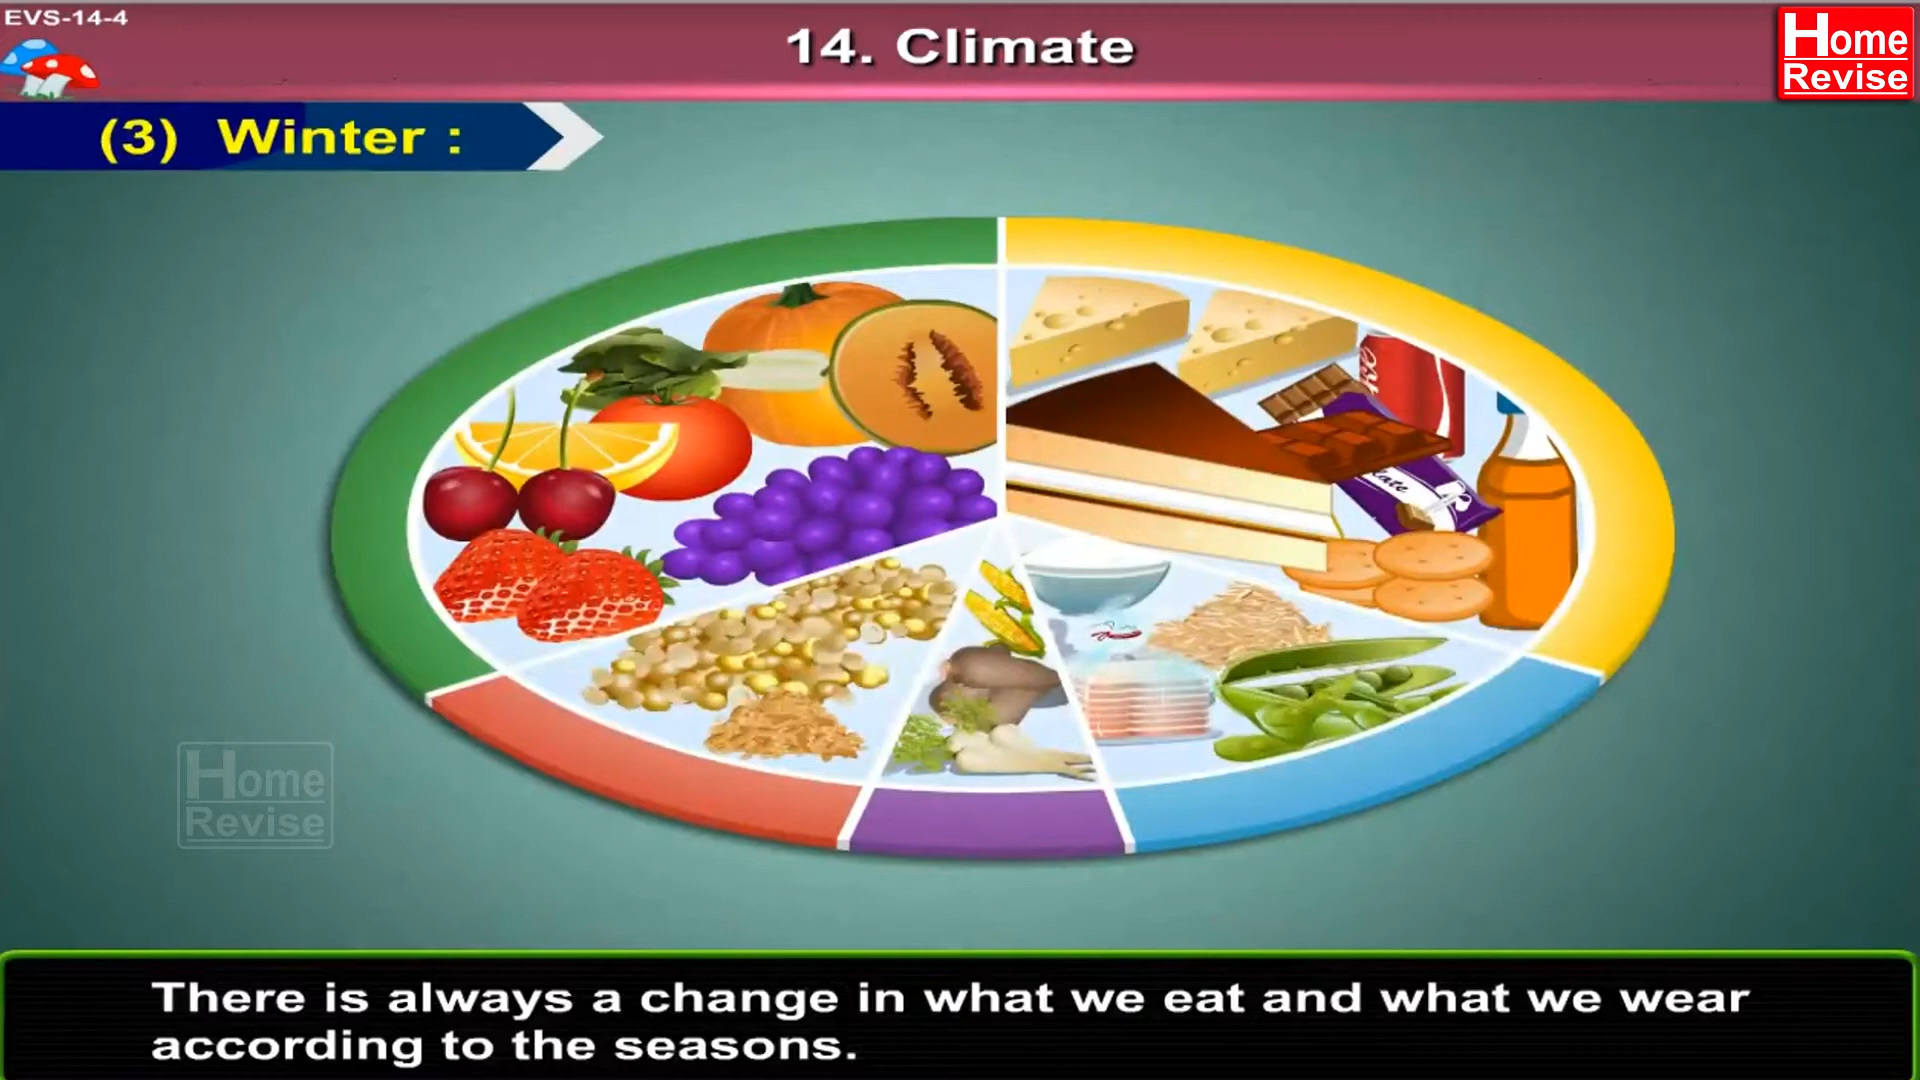 EVS-14-4
14. Climate
Home
Revise
(3) Winter :
Home
Revise
There is always a change in what we eat and what we wear
according to the seasons.